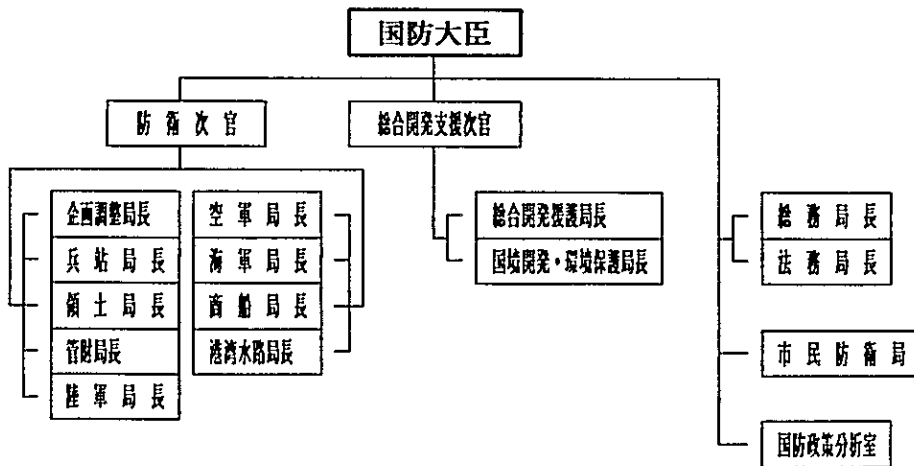 国防大臣
防衛次官
総合開発支援次官
企画調整局長
兵站局長
領土局長
管財局長
陸軍局長
空軍局長
海軍局長
商船局長
港湾水路局長
総合開発援護局長
国境開発・環境保護局長
総務局長
法務局長
市民防衛局
国防政策分析室